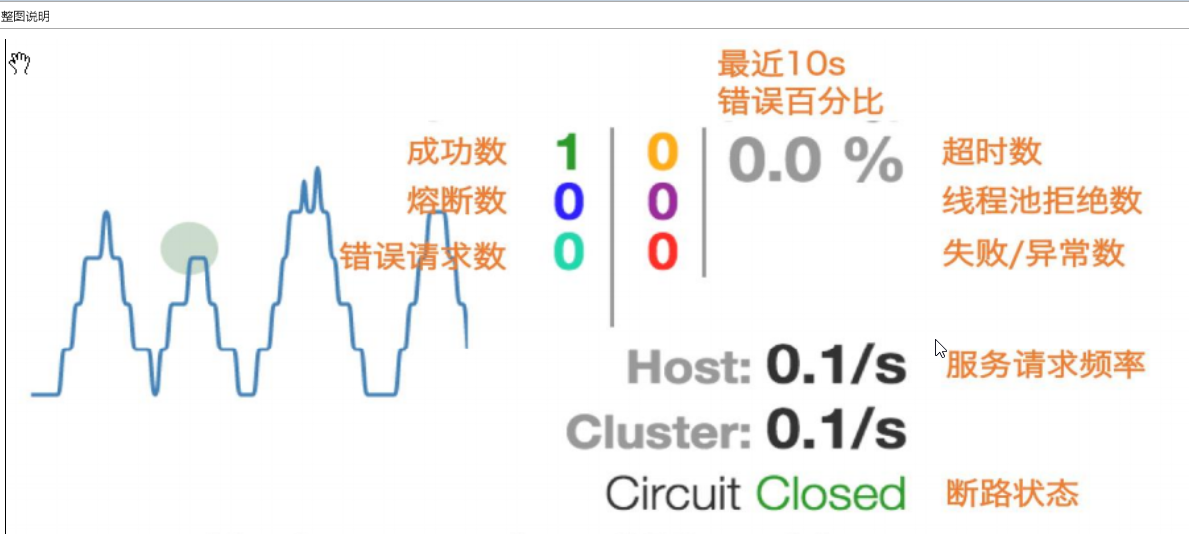 整图说明
最近10s
错误百分比
成功数 1 0 0.0 % 超时数
熔断数 0 0 线程池拒绝数
错误请求数 0 0 失败/异常数
Host: 0.1/s 服务请求频率
Cluster: 0.1/s
Circuit Closed 断路状态